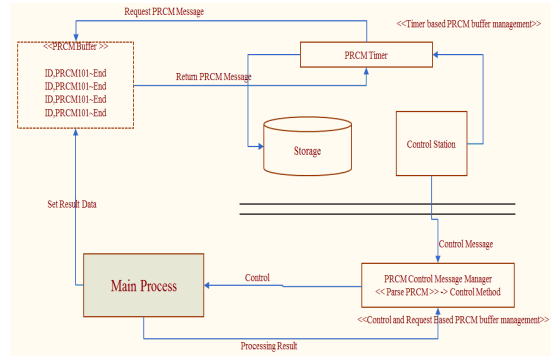 Request PRCM Message
<<Timer based PRCM buffer management>>
<<PRCM Buffer >>
ID,PRCM101~End
ID,PRCM101~End
ID,PRCM101~End
ID,PRCM101~End
PRCM Timer
Return PRCM Message
Storage
Control Station
Set Result Data
Control Message
Main Process
Control
PRCM Control Message Manager
<< Parse PRCM >> -> Control Method
<<Control and Request Based PRCM buffer management>>
Processing Result